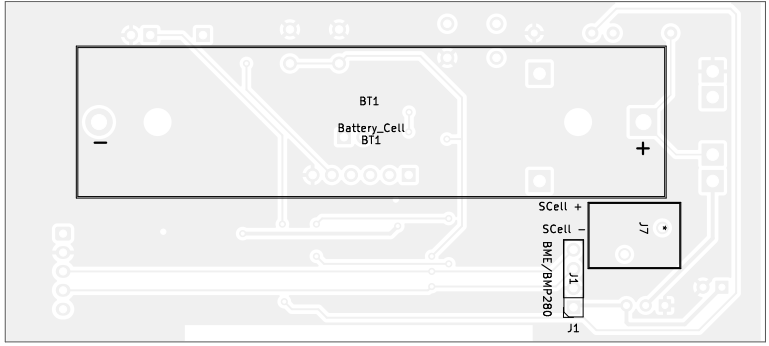 BT1
Battery_Cell
BT1
−
+
SCell +
J7
*
SCell −
BME/BMP280
J1
J1